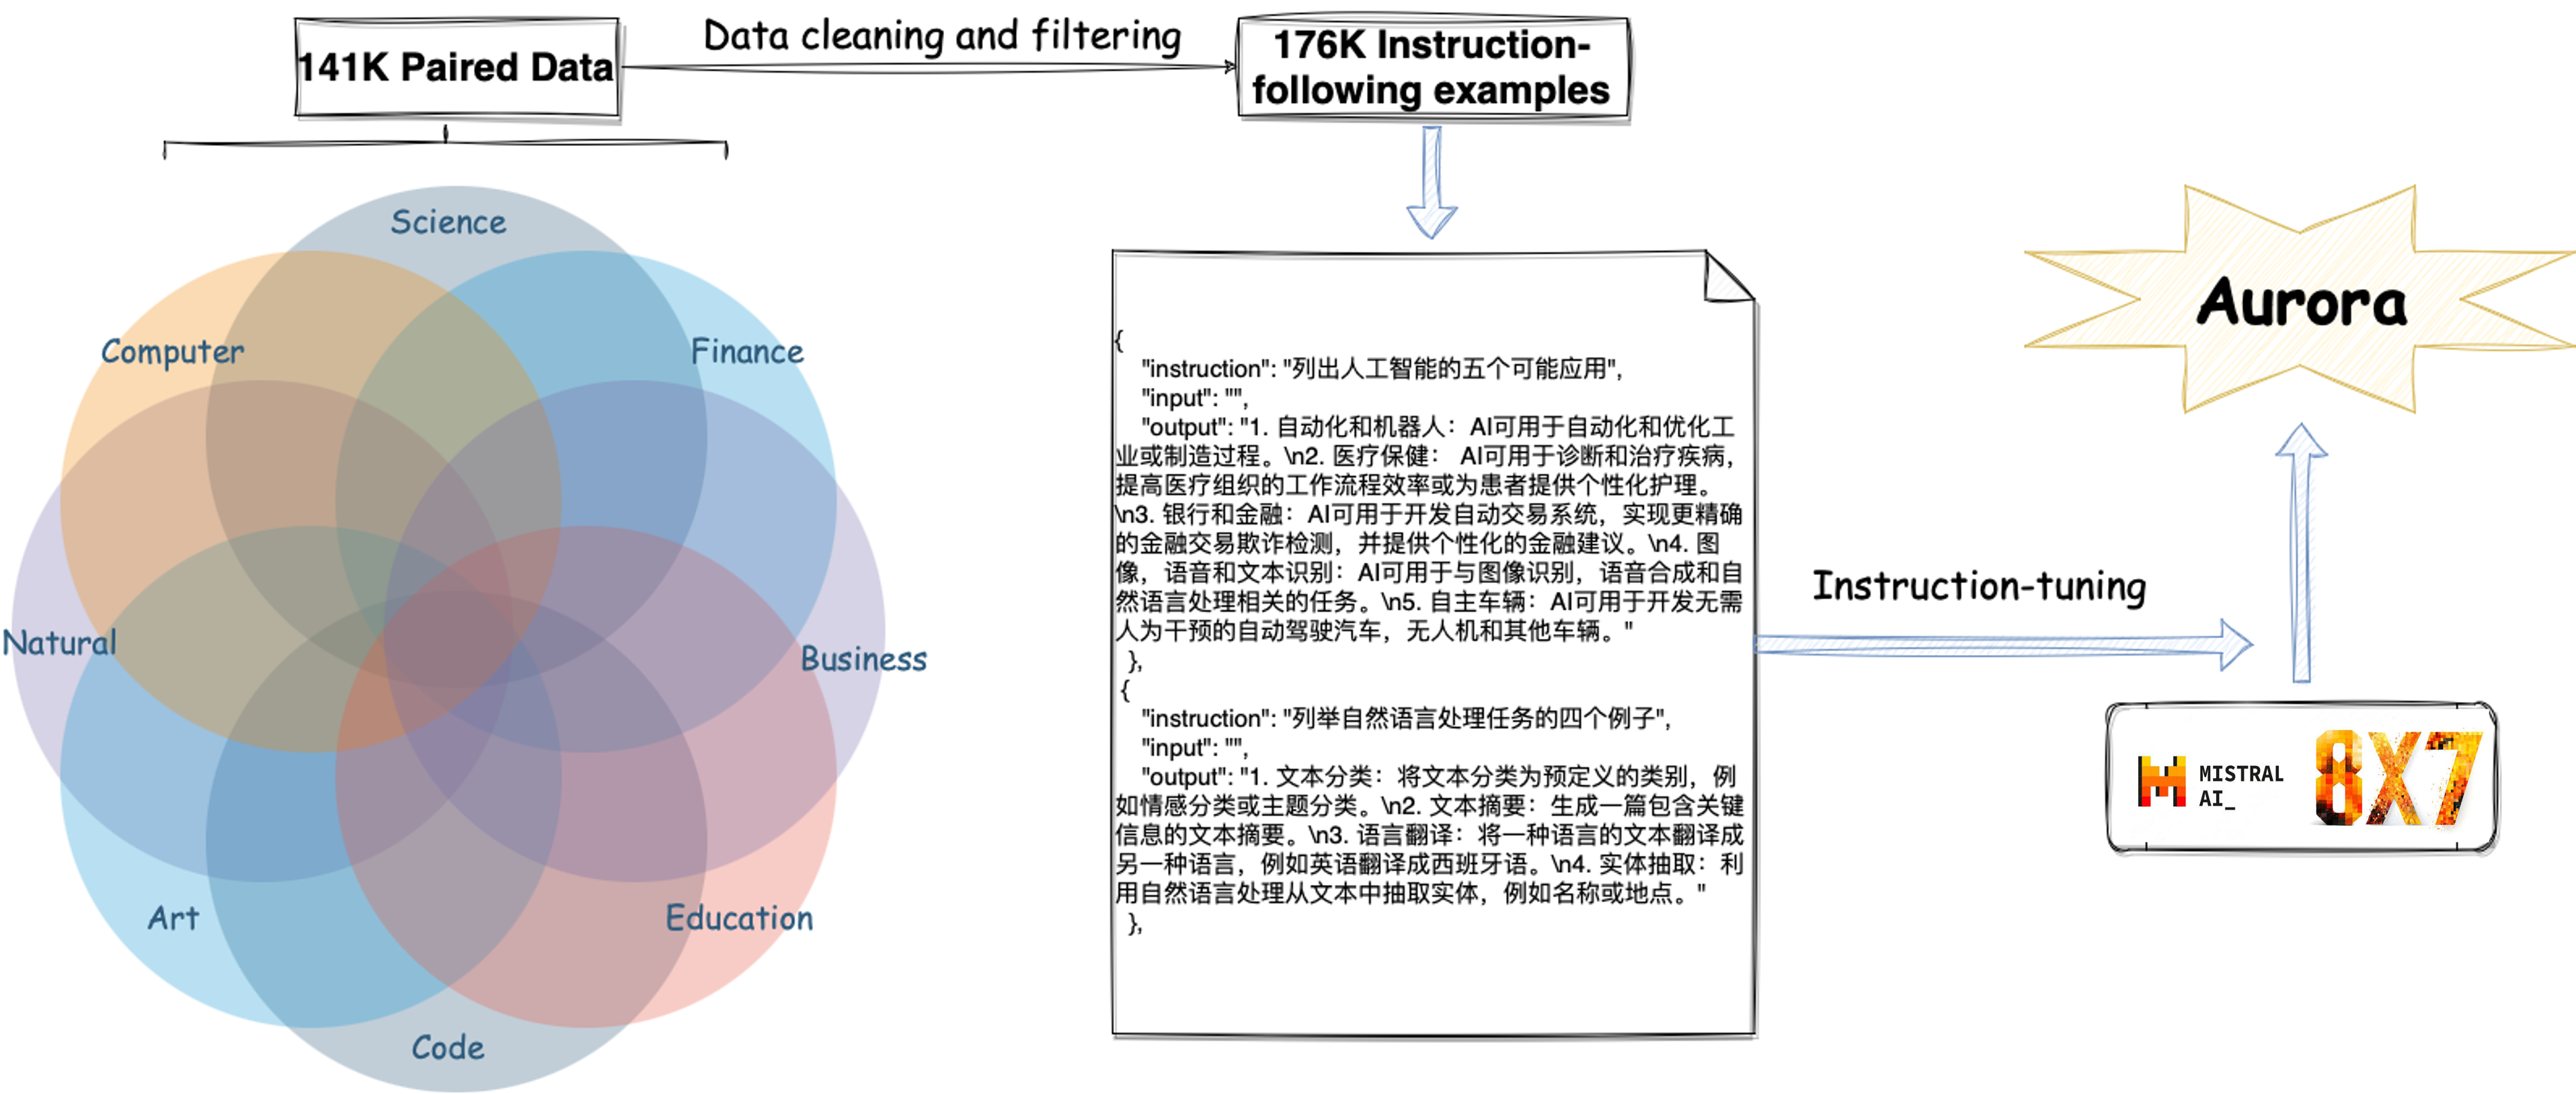 141K Paired Data
Data cleaning and filtering
176K Instruction-
following examples
Science
Computer
Finance
Natural
Business
Art
Education
Code
{
"instruction": "列出人工智能的五个可能应用",
"input": "",
"output": "1. 自动化和机器人：AI可用于自动化和优化工
业或制造过程。\n2. 医疗保健： AI可用于诊断和治疗疾病，
提高医疗组织的工作流程效率或为患者提供个性化护理。
\n3. 银行和金融：AI可用于开发自动交易系统，实现更精确
的金融交易欺诈检测，并提供个性化的金融建议。\n4. 图
像，语音和文本识别：AI可用于与图像识别，语音合成和自
然语言处理相关的任务。\n5. 自主车辆：AI可用于开发无需
人为干预的自动驾驶汽车，无人机和其他车辆。"
},
{
"instruction": "列举自然语言处理任务的四个例子",
"input": "",
"output": "1. 文本分类：将文本分类为预定义的类别，例
如情感分类或主题分类。\n2. 文本摘要：生成一篇包含关键
信息的文本摘要。\n3. 语言翻译：将一种语言的文本翻译成
另一种语言，例如英语翻译成西班牙语。\n4. 实体抽取：利
用自然语言处理从文本中抽取实体，例如名称或地点。"
},
Instruction-tuning
Aurora
MISTRAL
AI_
8X7